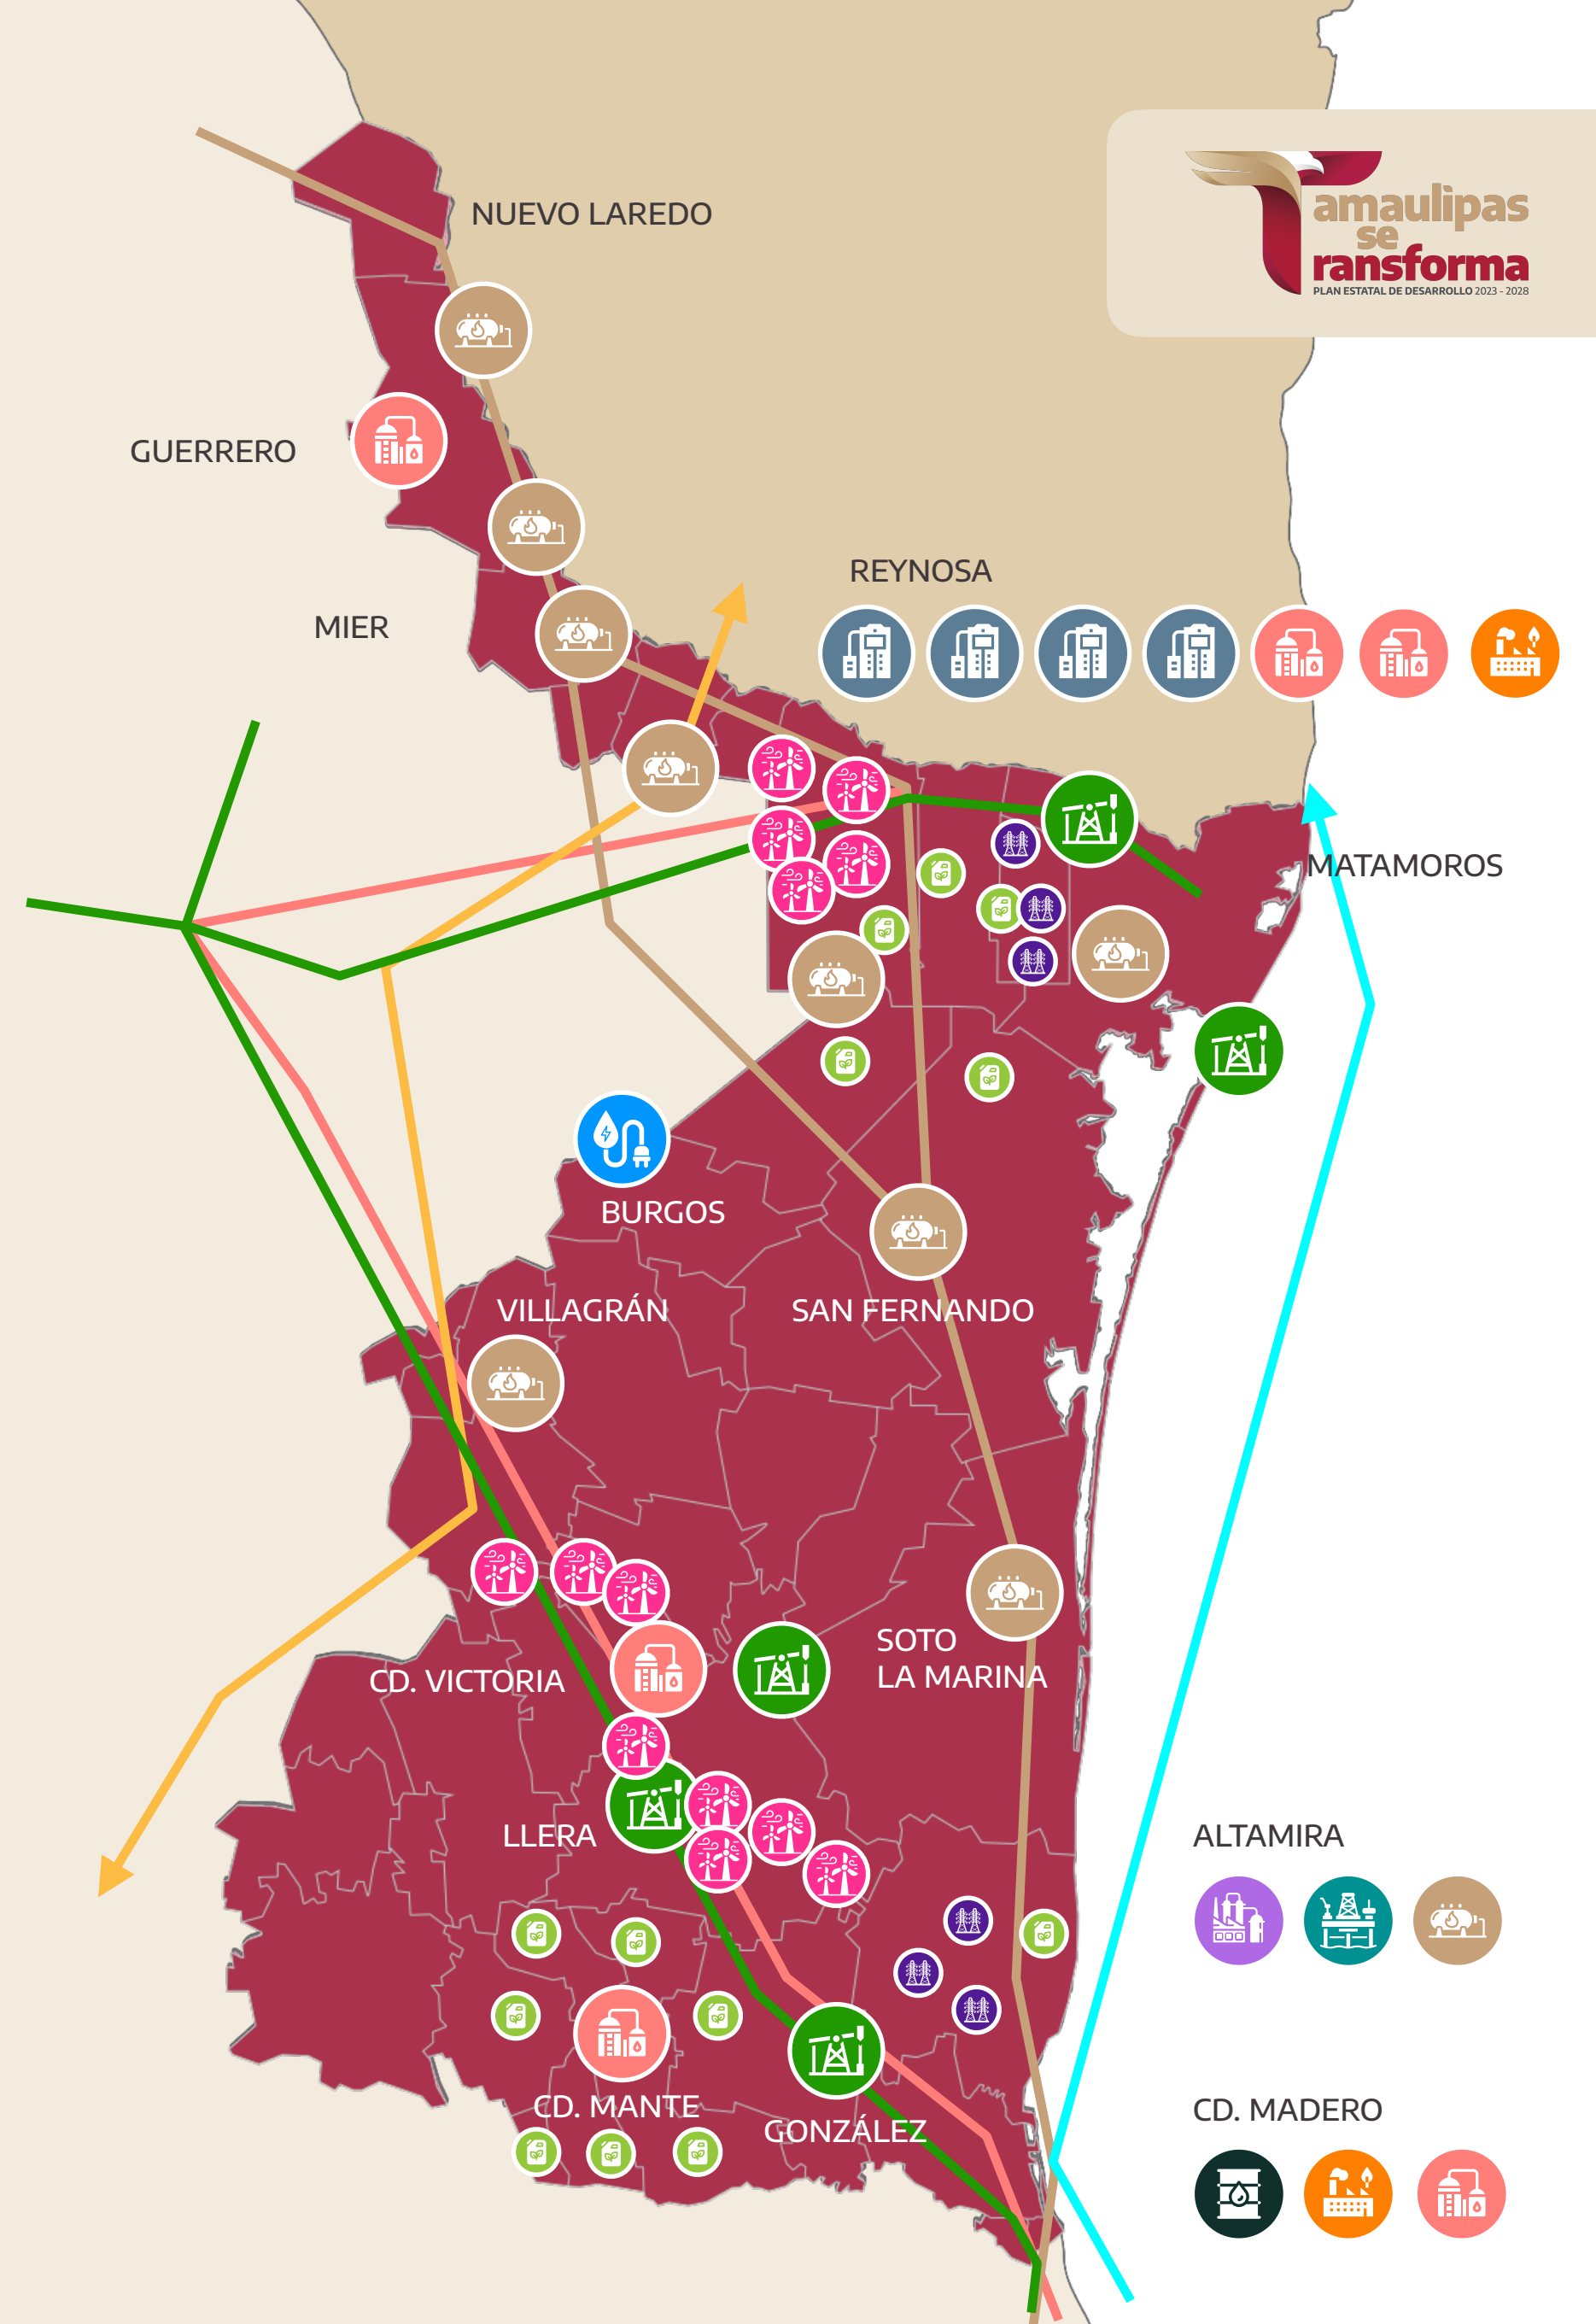 NUEVO LAREDO
amaulipas
se
ransforma
PLAN ESTATAL DE DESARROLLO 2023 - 2028
GUERRERO
REYNOSA
MIER
MATAMOROS
BURGOS
VILLAGRÁN
SAN FERNANDO
SOTO
LA MARINA
CD. VICTORIA
LLERA
ALTAMIRA
CD. MANTE
GONZÁLEZ
CD. MADERO